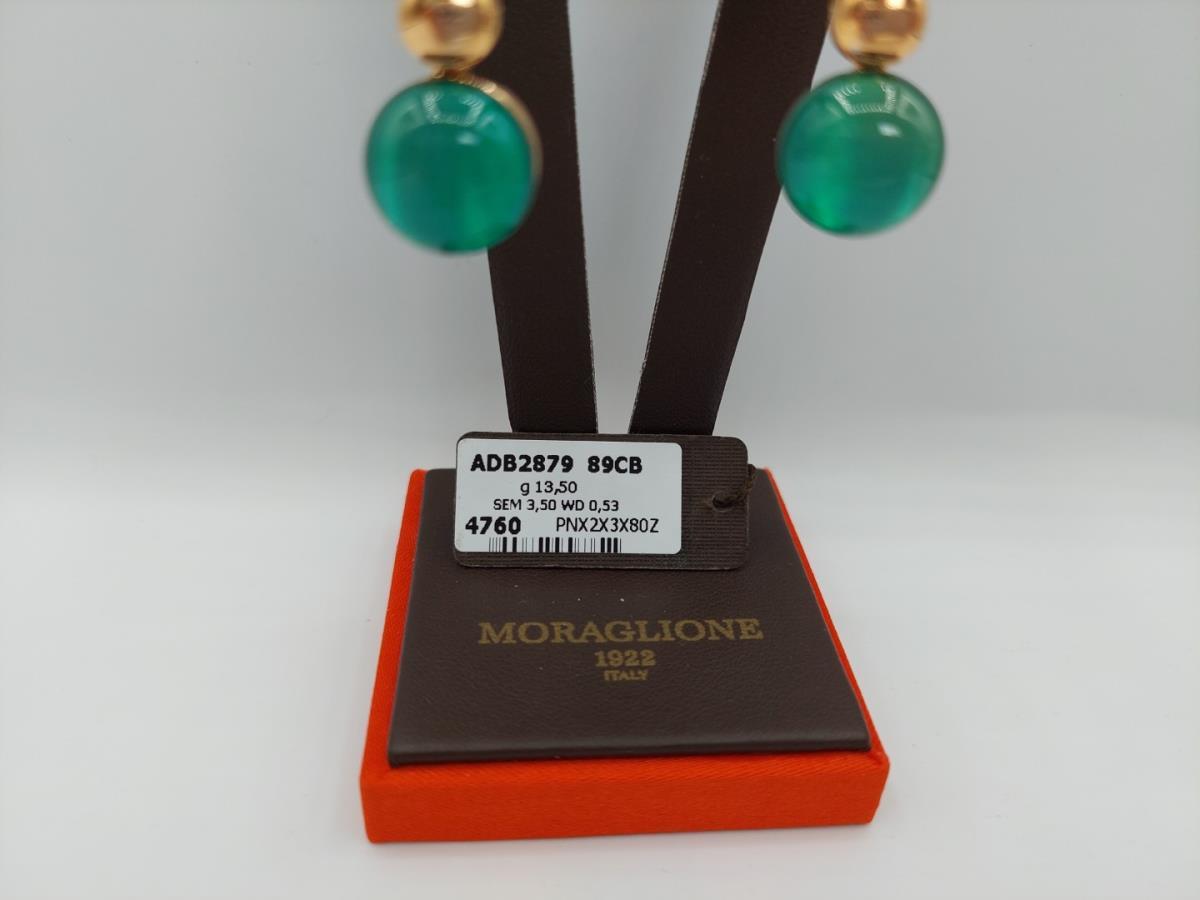 ADB2879 89CB
g 13,50
SEM 3,50 WD 0,53
4760 PNX2X3X80Z
MORAGLIONE
1922
ITALY